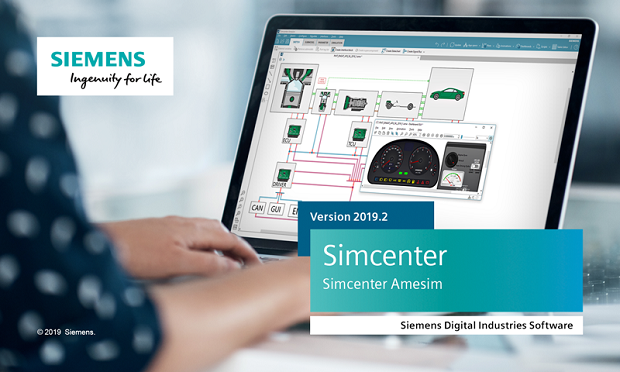 SIEMENS
Ingenuity for life
ECU
TCU
DRIVER
CAN
GUI
Version 2019.2
Simcenter
Simcenter Amesim
Siemens Digital Industries Software
© 2019 Siemens.